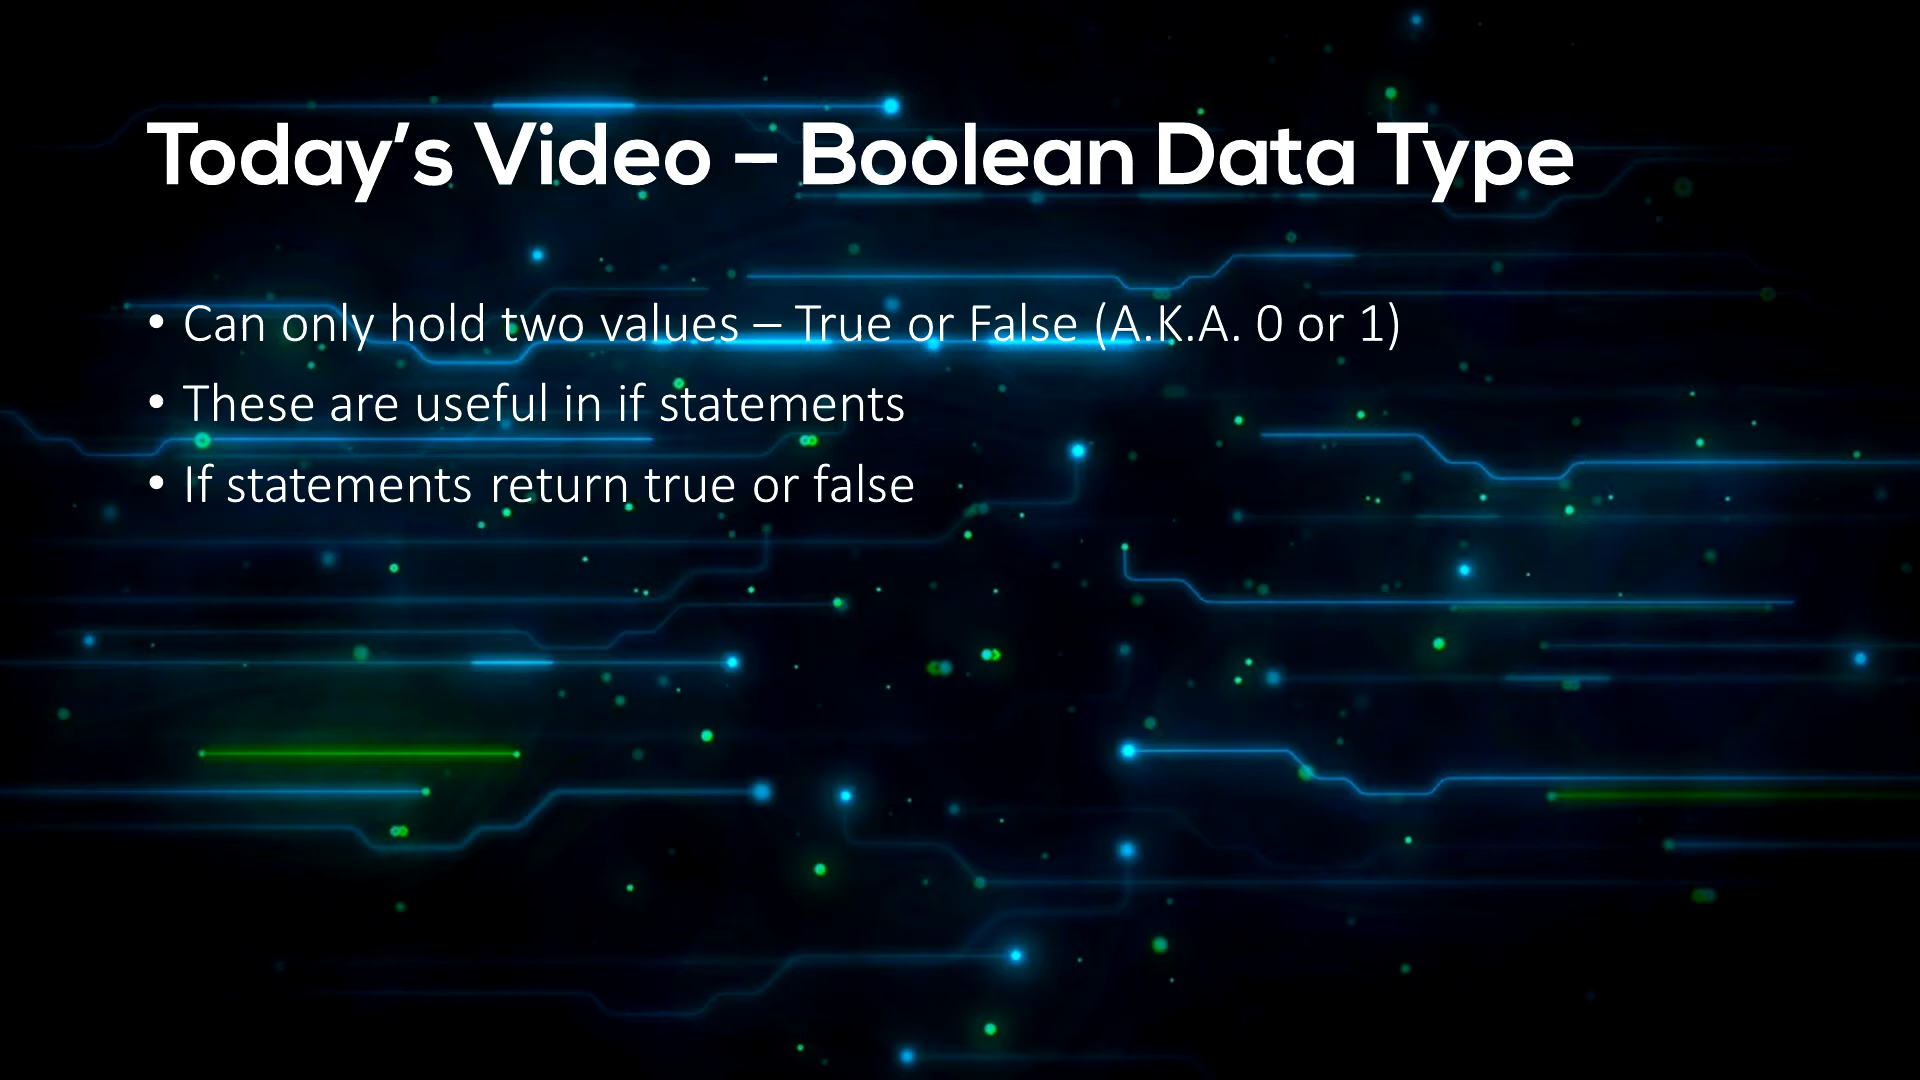 Today’s Video – Boolean Data Type
• Can only hold two values – True or False (A.K.A. 0 or 1)
• These are useful in if statements
• If statements return true or false